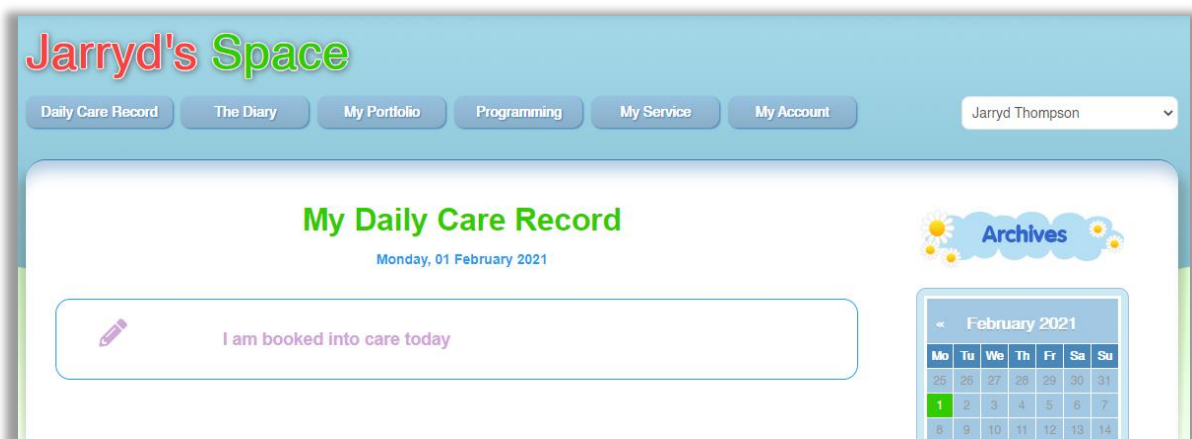 Jarryd's Space
Daily Care Record The Diary My Portfolio Programming My Service My Account Jarryd Thompson
My Daily Care Record
Monday, 01 February 2021
I am booked into care today
Archives
« February 2021
Mo Tu We Th Fr Sa Su
25 26 27 28 29 30 31
1 2 3 4 5 6 7
8 9 10 11 12 13 14